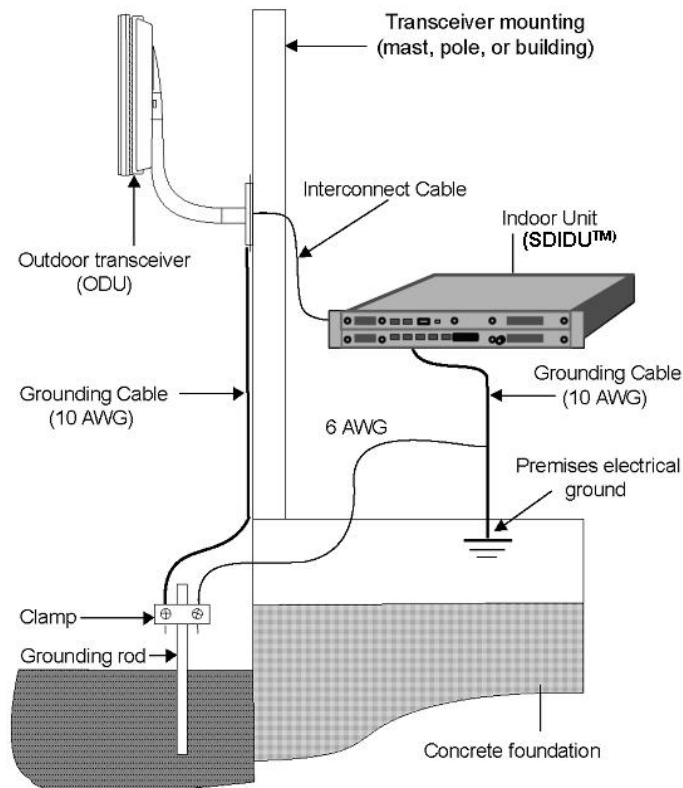 Transceiver mounting
(mast, pole, or building)
Interconnect Cable
Indoor Unit
(SDIDU™)
Outdoor transceiver
(ODU)
Grounding Cable
(10 AWG)
Grounding Cable
(10 AWG)
6 AWG
Premises electrical
ground
Clamp
Grounding rod
Concrete foundation